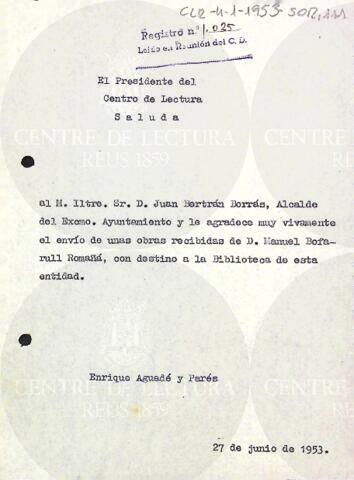 CLR-4-1-1953-SOR,111
Registro n.º 1.025
Leído en Reunión del C. D.
El Presidente del
Centro de Lectura
Saluda
al M. Iltre. Sr. D. Juan Bertrán Borrás, Alcalde
del Excmo. Ayuntamiento y le agradece muy vivamente
el envío de unas obras recibidas de D. Manuel Bofa-
rull Romañá, con destino a la Biblioteca de esta
entidad.
Enrique Aguadé y Parés
27 de junio de 1953.
CENTRE DE LECTURA
REUS 1859
CENTRE DE LECTURA
REUS 1859